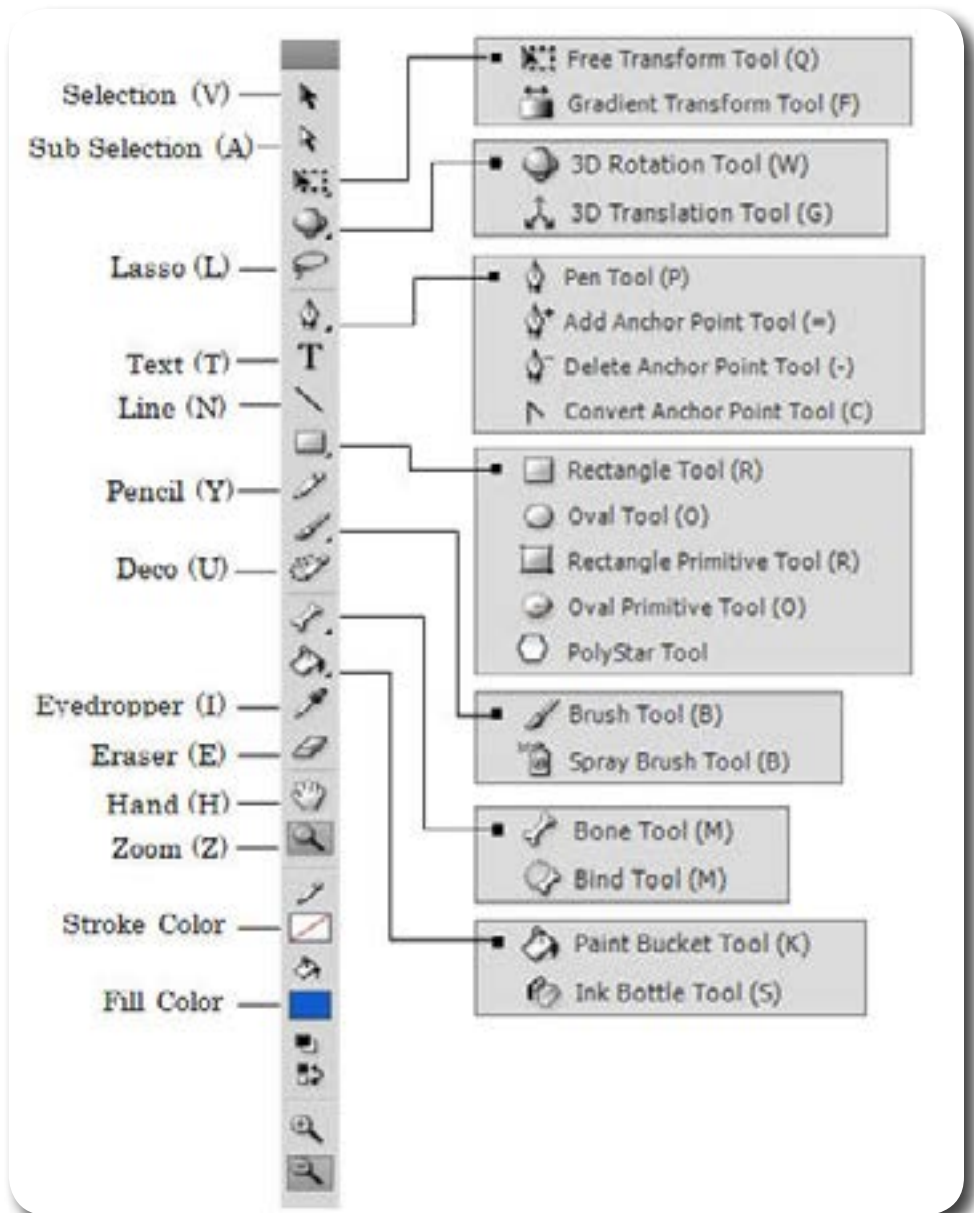 Selection (V)
Sub Selection (A)
Lasso (L)
Text (T)
Line (N)
Pencil (Y)
Deco (U)
Eyedropper (I)
Eraser (E)
Hand (H)
Zoom (Z)
Stroke Color
Fill Color
T
Free Transform Tool (Q)
Gradient Transform Tool (F)
3D Rotation Tool (W)
3D Translation Tool (G)
Pen Tool (P)
Add Anchor Point Tool (=)
Delete Anchor Point Tool (-)
Convert Anchor Point Tool (C)
Rectangle Tool (R)
Oval Tool (O)
Rectangle Primitive Tool (R)
Oval Primitive Tool (O)
PolyStar Tool
Brush Tool (B)
Spray Brush Tool (B)
Bone Tool (M)
Bind Tool (M)
Paint Bucket Tool (K)
Ink Bottle Tool (S)